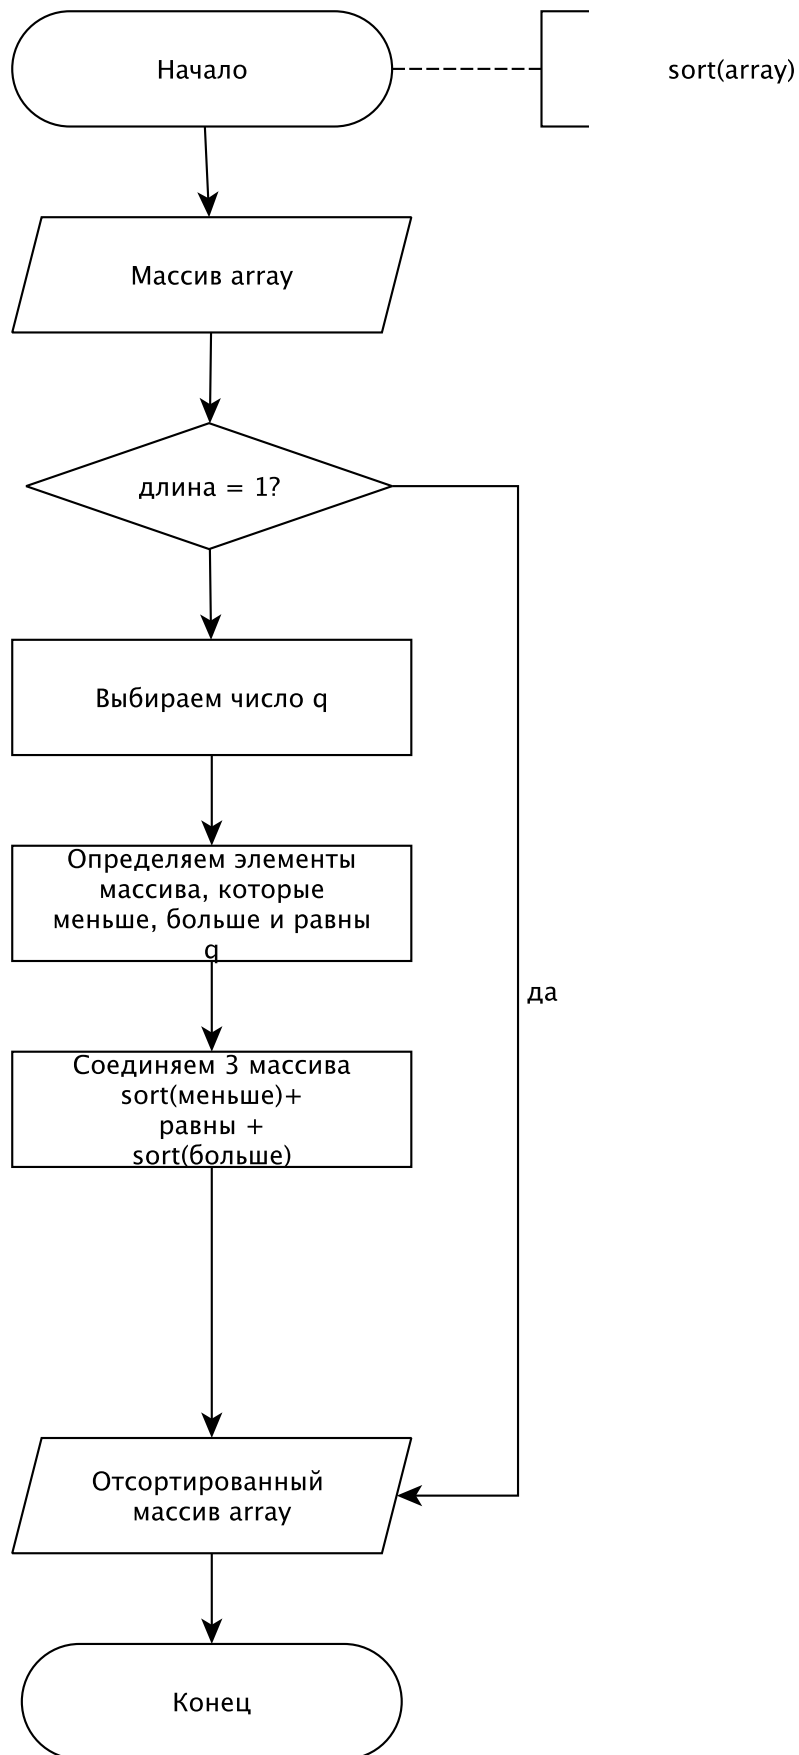 Начало
sort(array)
Массив array
длина = 1?
Выбираем число q
Определяем элементы
массива, которые
меньше, больше и равны
q
да
Соединяем 3 массива
sort(меньше)+
равны +
sort(больше)
Отсортированный
массив array
Конец